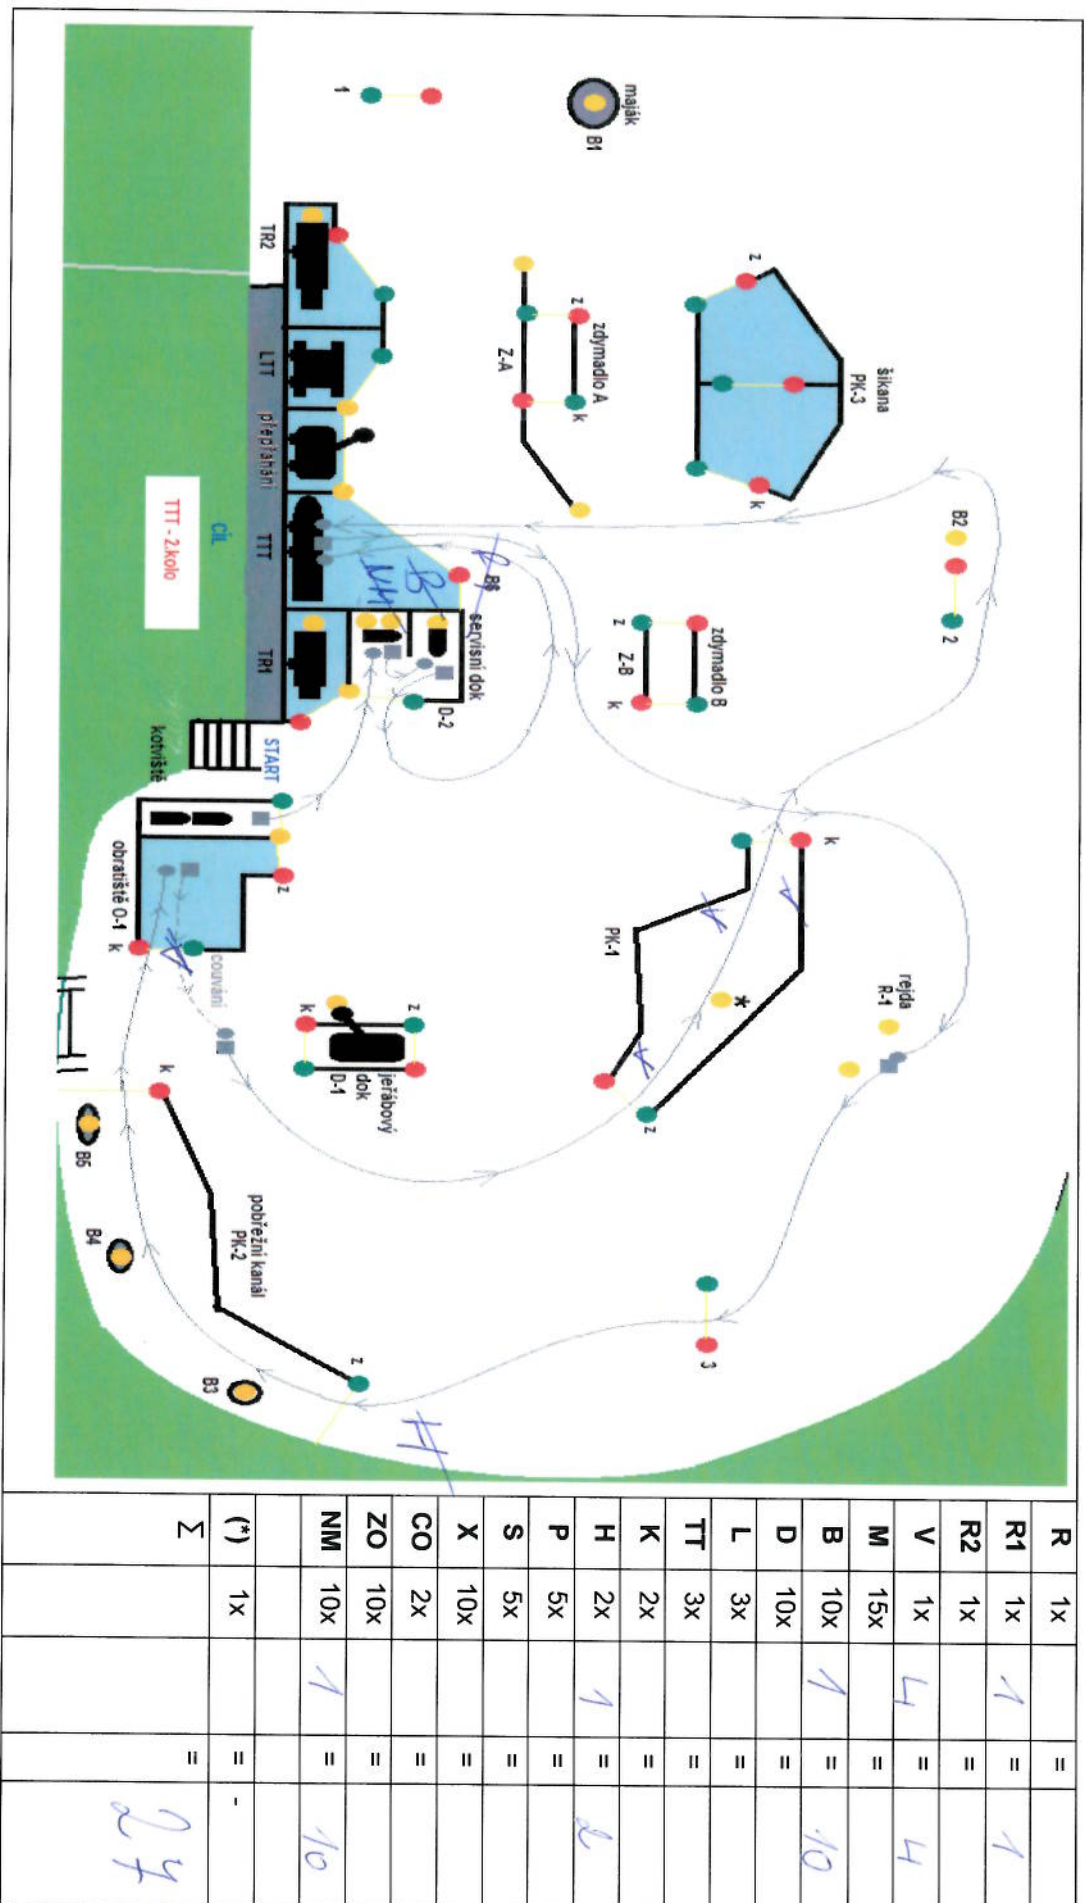 maják
B1
1
šikana
PK-3
z
k
zdymadlo A
Z-A
z
k
B2
2
zdymadlo B
Z-B
z
k
TR2
LTT
přepřahání
TTT
TR1
CÍL
TTT - 2.kolo
B6
B
NM
servisní dok
D-2
START
kotviště
obratiště O-1
z
k
couvání
k
PK-1
*
z
rejda
R-1
z
jeřábový
dok
D-1
k
3
k
pobřežní kanál
PK-2
z
B5
B4
B3
H
R 1x =
R1 1x 1 = 1
R2 1x =
V 1x 4 = 4
M 15x =
B 10x 1 = 10
D 10x =
L 3x =
TT 3x =
K 2x =
H 2x 1 = 2
P 5x =
S 5x =
X 10x =
CO 2x =
ZO 10x =
NM 10x 1 = 10
(*) 1x = -
Σ = 27